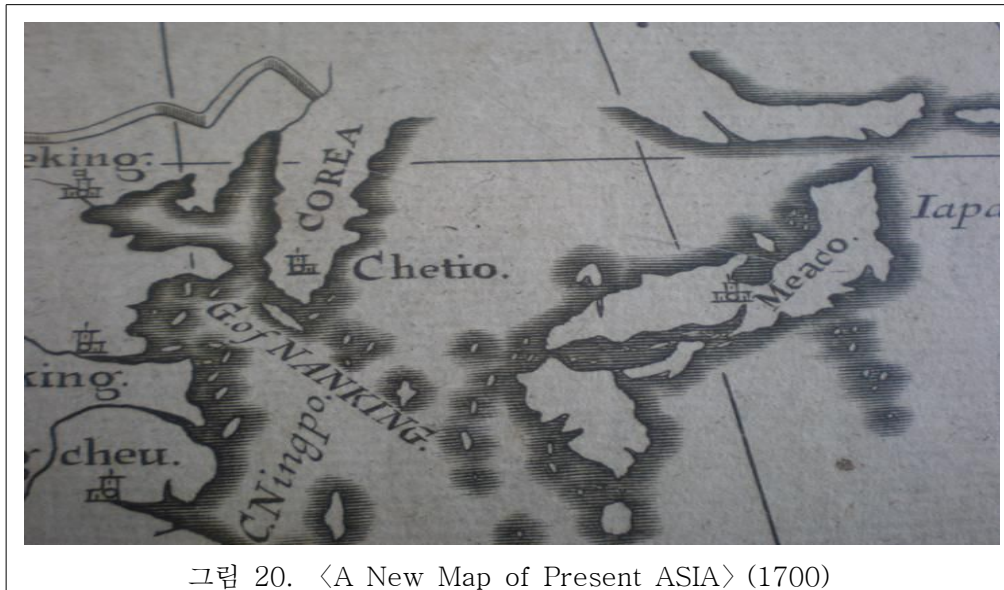 eking:
COREA
Iapa
Chetio.
Meaco.
G. of NANKING.
king.
C. Ningpo.
cheu.
그림 20. 〈A New Map of Present ASIA〉(1700)